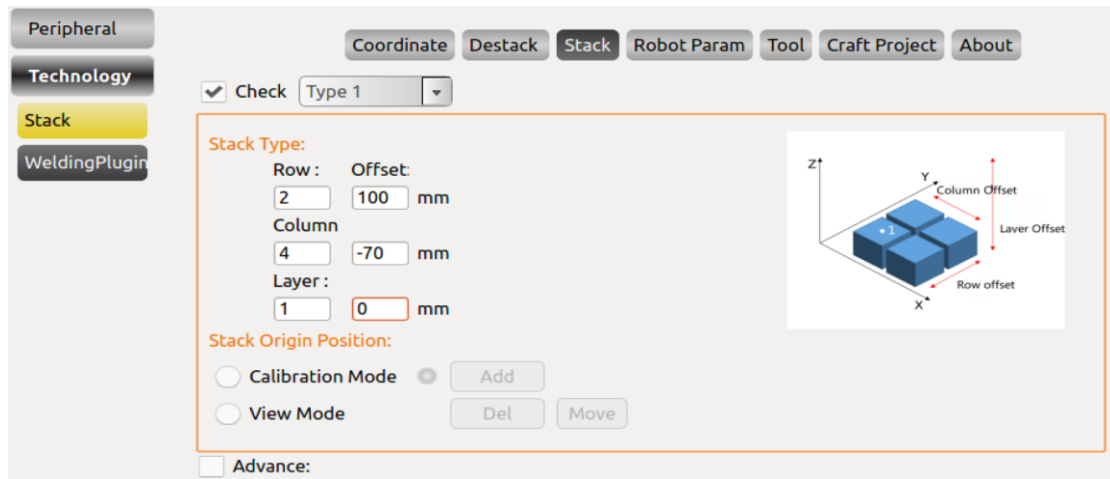 Peripheral
Technology
Stack
WeldingPlugin
Coordinate Destack Stack Robot Param Tool Craft Project About
Check Type 1
Stack Type:
Row : Offset:
2 100 mm
Column
4 -70 mm
Layer :
1 0 mm
Z
Y
Column Offset
1
Laver Offset
Row offset
X
Stack Origin Position:
Calibration Mode Add
View Mode Del Move
Advance: